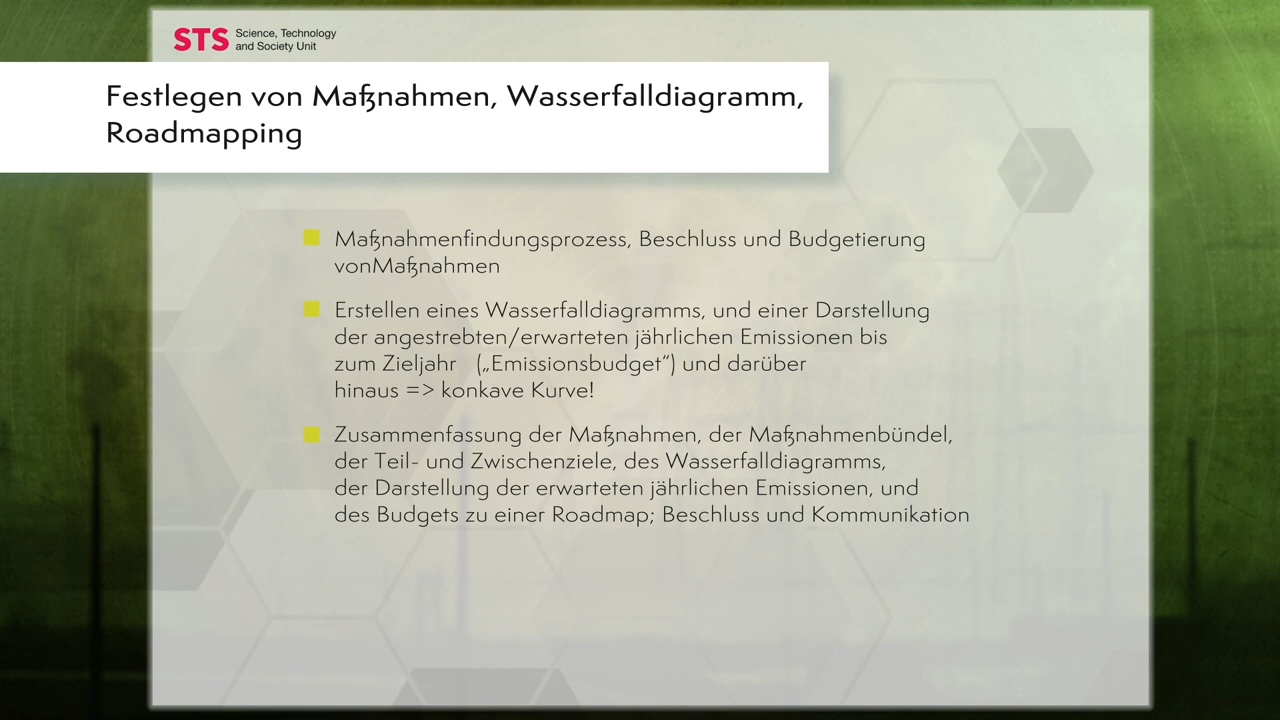 STS Science, Technology
and Society Unit
Festlegen von Maßnahmen, Wasserfalldiagramm,
Roadmapping
Maßnahmenfindungsprozess, Beschluss und Budgetierung
vonMaßnahmen
Erstellen eines Wasserfalldiagramms, und einer Darstellung
der angestrebten/erwarteten jährlichen Emissionen bis
zum Zieljahr („Emissionsbudget“) und darüber
hinaus => konkave Kurve!
Zusammenfassung der Maßnahmen, der Maßnahmenbündel,
der Teil- und Zwischenziele, des Wasserfalldiagramms,
der Darstellung der erwarteten jährlichen Emissionen, und
des Budgets zu einer Roadmap; Beschluss und Kommunikation